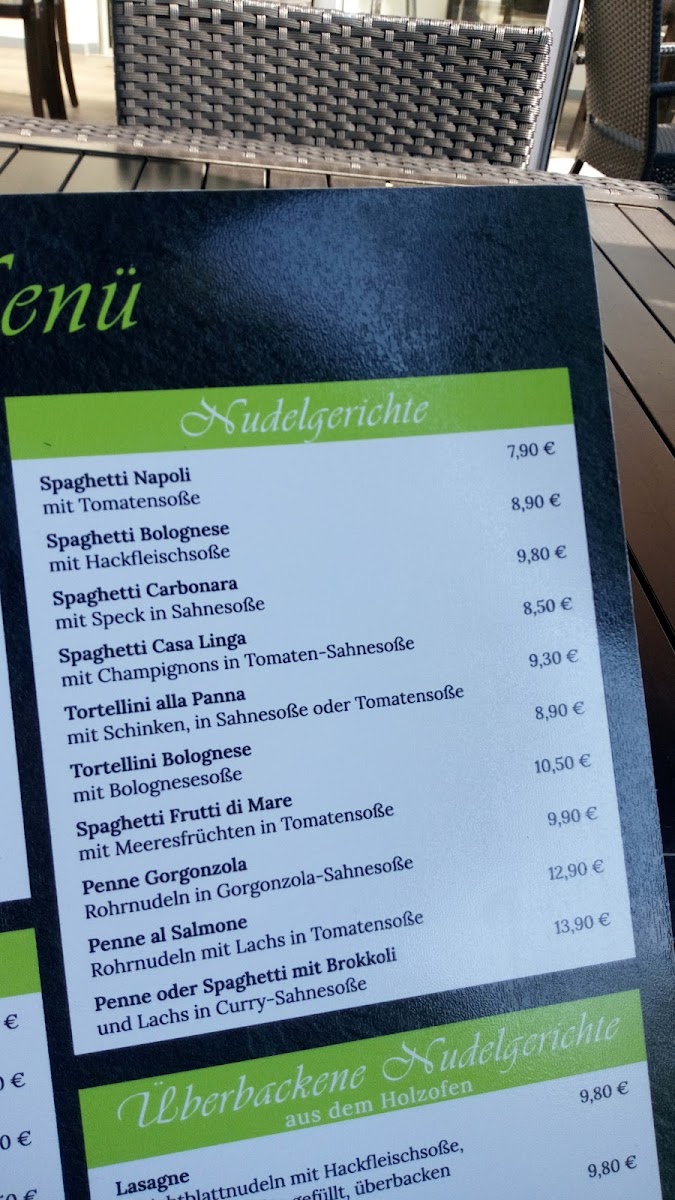 enü
Nudelgerichte
Spaghetti Napoli 7,90 €
mit Tomatensoße
Spaghetti Bolognese 8,90 €
mit Hackfleischsoße
Spaghetti Carbonara 9,80 €
mit Speck in Sahnesoße
Spaghetti Casa Linga 8,50 €
mit Champignons in Tomaten-Sahnesoße
Tortellini alla Panna 9,30 €
mit Schinken, in Sahnesoße oder Tomatensoße
Tortellini Bolognese 8,90 €
mit Bolognesesoße
Spaghetti Frutti di Mare 10,50 €
mit Meeresfrüchten in Tomatensoße
Penne Gorgonzola 9,90 €
Rohrnudeln in Gorgonzola-Sahnesoße
Penne al Salmone 12,90 €
Rohrnudeln mit Lachs in Tomatensoße
Penne oder Spaghetti mit Brokkoli 13,90 €
und Lachs in Curry-Sahnesoße
Überbackene Nudelgerichte
aus dem Holzofen
Lasagne 9,80 €
mit Hackfleischsoße,
gefüllt, überbacken 9,80 €
€
0 €
0 €
€